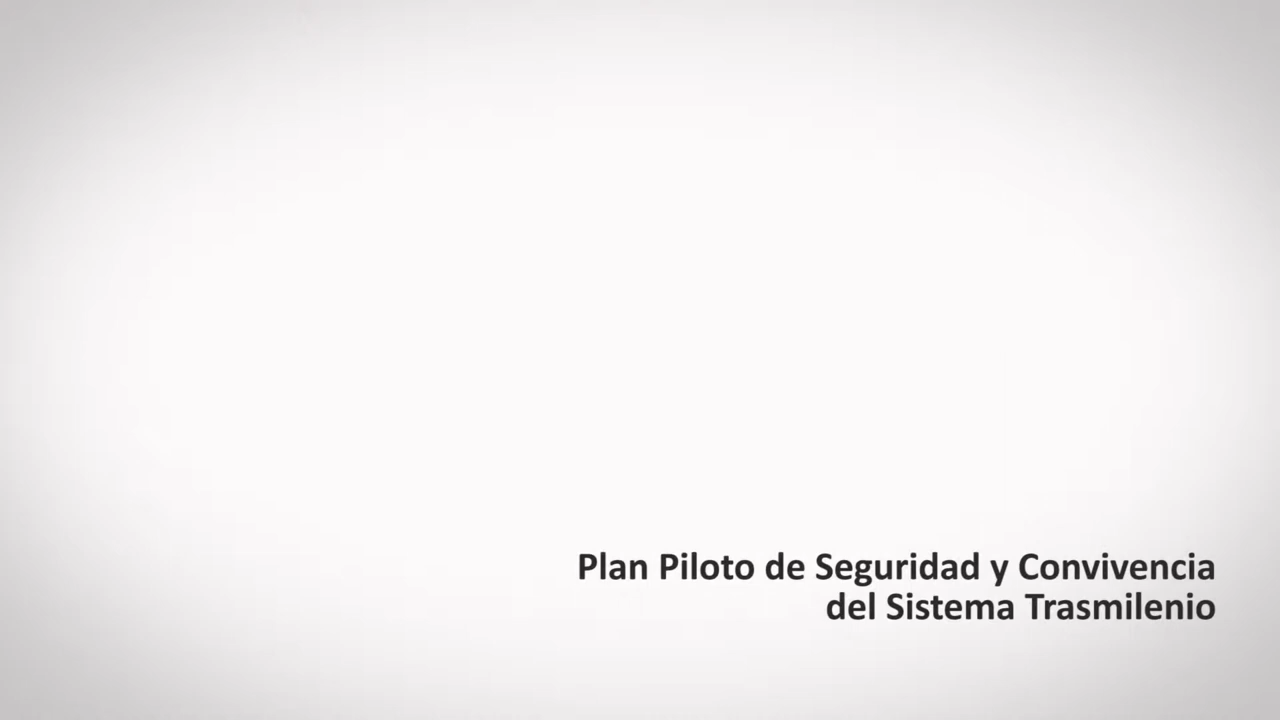 Plan Piloto de Seguridad y Convivencia
del Sistema Trasmilenio